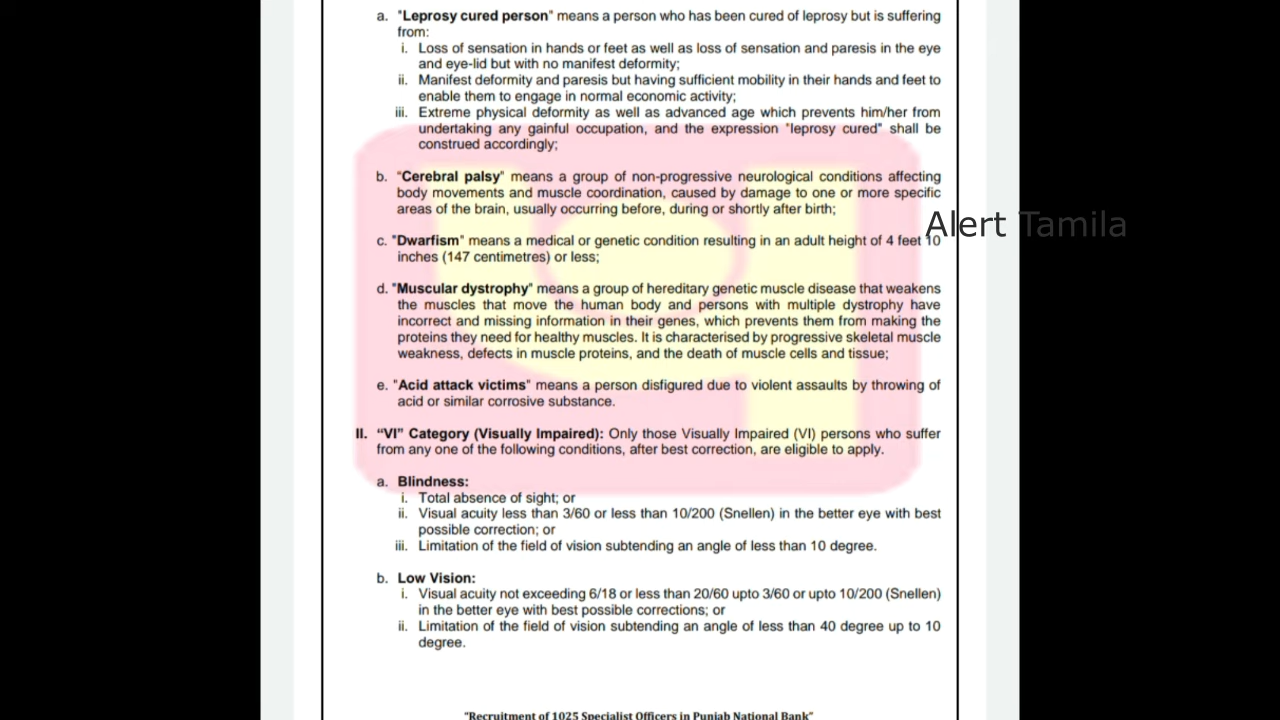 a. "Leprosy cured person" means a person who has been cured of leprosy but is suffering
from:
i. Loss of sensation in hands or feet as well as loss of sensation and paresis in the eye
and eye-lid but with no manifest deformity;
ii. Manifest deformity and paresis but having sufficient mobility in their hands and feet to
enable them to engage in normal economic activity;
iii. Extreme physical deformity as well as advanced age which prevents him/her from
undertaking any gainful occupation, and the expression "leprosy cured" shall be
construed accordingly;
b. "Cerebral palsy" means a group of non-progressive neurological conditions affecting
body movements and muscle coordination, caused by damage to one or more specific
areas of the brain, usually occurring before, during or shortly after birth;
Alert Tamila
c. "Dwarfism" means a medical or genetic condition resulting in an adult height of 4 feet 10
inches (147 centimetres) or less;
d. "Muscular dystrophy" means a group of hereditary genetic muscle disease that weakens
the muscles that move the human body and persons with multiple dystrophy have
incorrect and missing information in their genes, which prevents them from making the
proteins they need for healthy muscles. It is characterised by progressive skeletal muscle
weakness, defects in muscle proteins, and the death of muscle cells and tissue;
e. "Acid attack victims" means a person disfigured due to violent assaults by throwing of
acid or similar corrosive substance.
II. “VI” Category (Visually Impaired): Only those Visually Impaired (VI) persons who suffer
from any one of the following conditions, after best correction, are eligible to apply.
a. Blindness:
i. Total absence of sight; or
ii. Visual acuity less than 3/60 or less than 10/200 (Snellen) in the better eye with best
possible correction; or
iii. Limitation of the field of vision subtending an angle of less than 10 degree.
b. Low Vision:
i. Visual acuity not exceeding 6/18 or less than 20/60 upto 3/60 or upto 10/200 (Snellen)
in the better eye with best possible corrections; or
ii. Limitation of the field of vision subtending an angle of less than 40 degree up to 10
degree.
"Recruitment of 1025 Specialist Officers in Punjab National Bank"